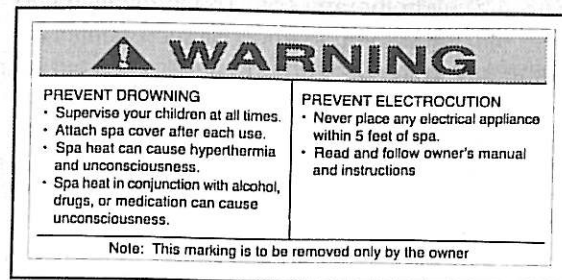 WARNING
PREVENT DROWNING
· Supervise your children at all times.
· Attach spa cover after each use.
· Spa heat can cause hyperthermia
and unconsciousness.
· Spa heat in conjunction with alcohol,
drugs, or medication can cause
unconsciousness.
PREVENT ELECTROCUTION
· Never place any electrical appliance
within 5 feet of spa.
· Read and follow owner's manual
and instructions
Note: This marking is to be removed only by the owner